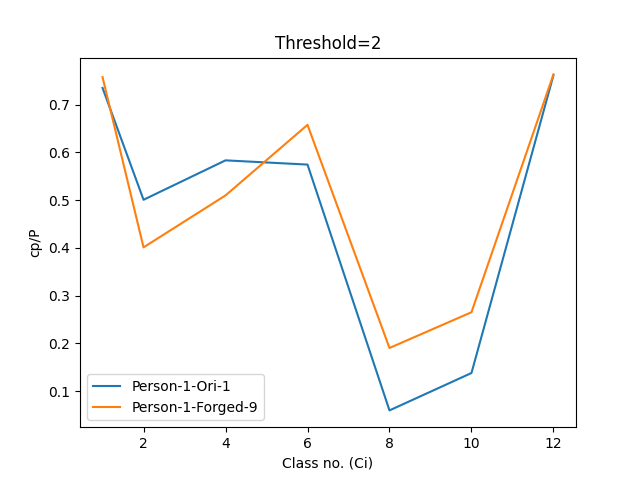 Threshold=2
cp/P
0.7
0.6
0.5
0.4
0.3
0.2
0.1
Person-1-Ori-1
Person-1-Forged-9
2 4 6 8 10 12
Class no. (Ci)